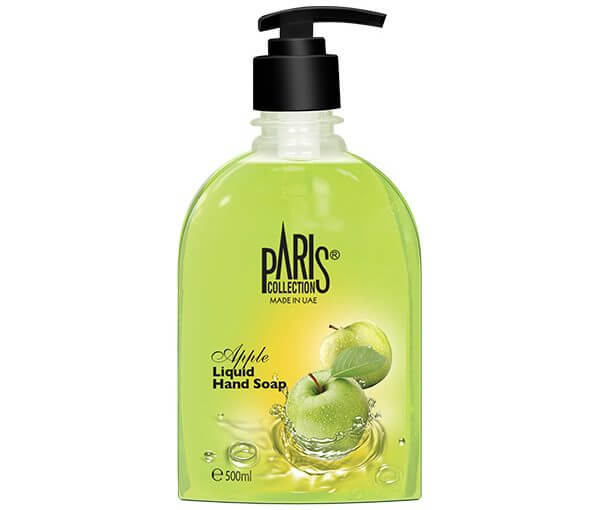 PARIS®
COLLECTION
MADE IN UAE
Apple
Liquid
Hand Soap
℮ 500ml